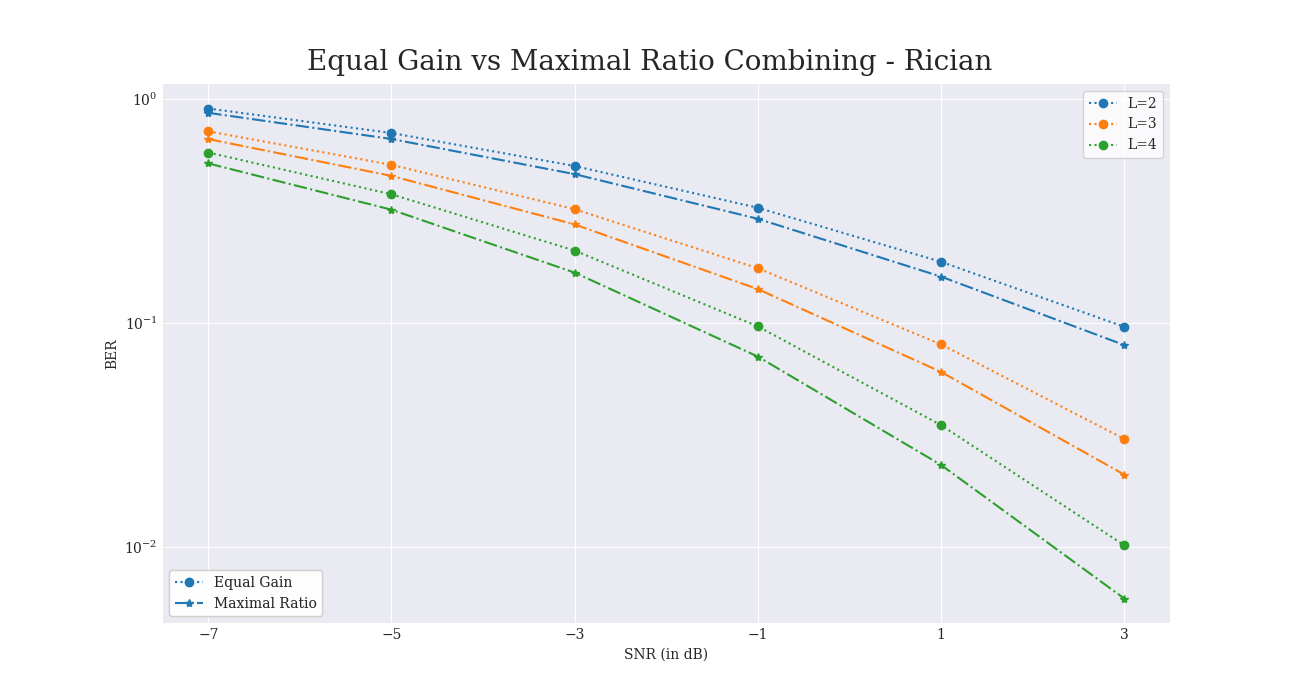 Equal Gain vs Maximal Ratio Combining - Rician
10⁰
10⁻¹
10⁻²
BER
L=2
L=3
L=4
Equal Gain
Maximal Ratio
−7 −5 −3 −1 1 3
SNR (in dB)